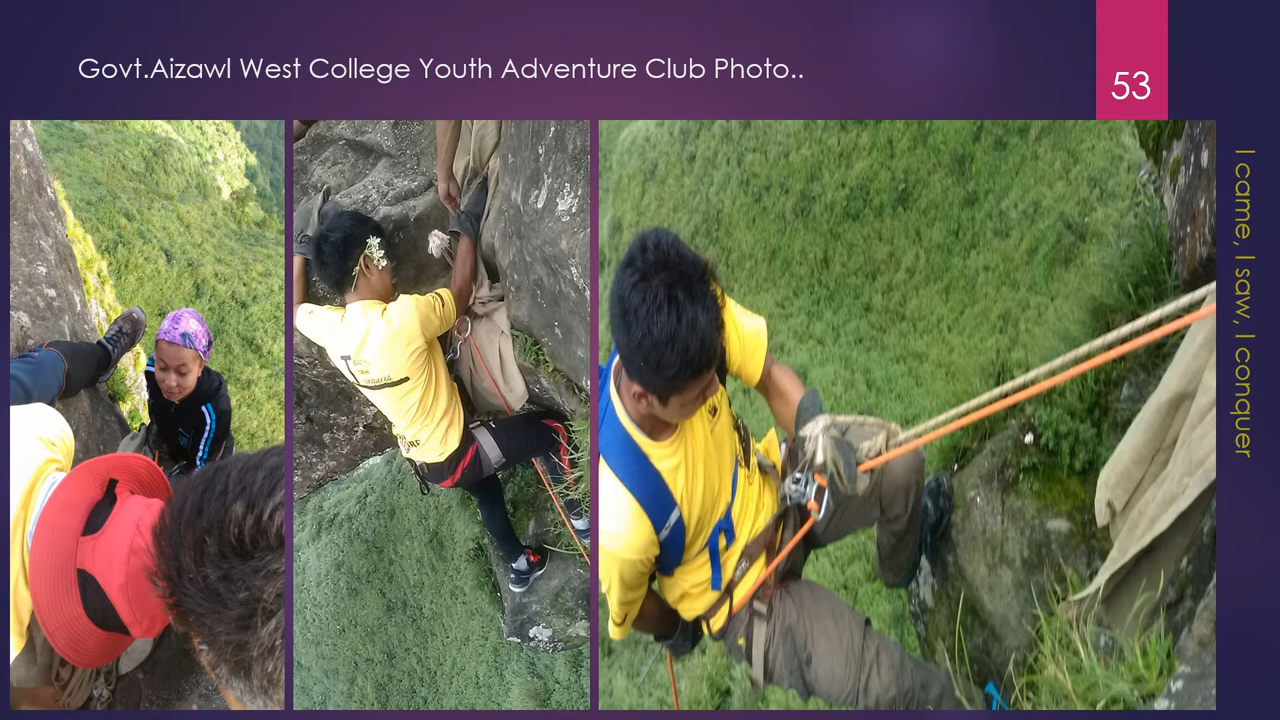 Govt.Aizawl West College Youth Adventure Club Photo..
53
I came, I saw, I conquer